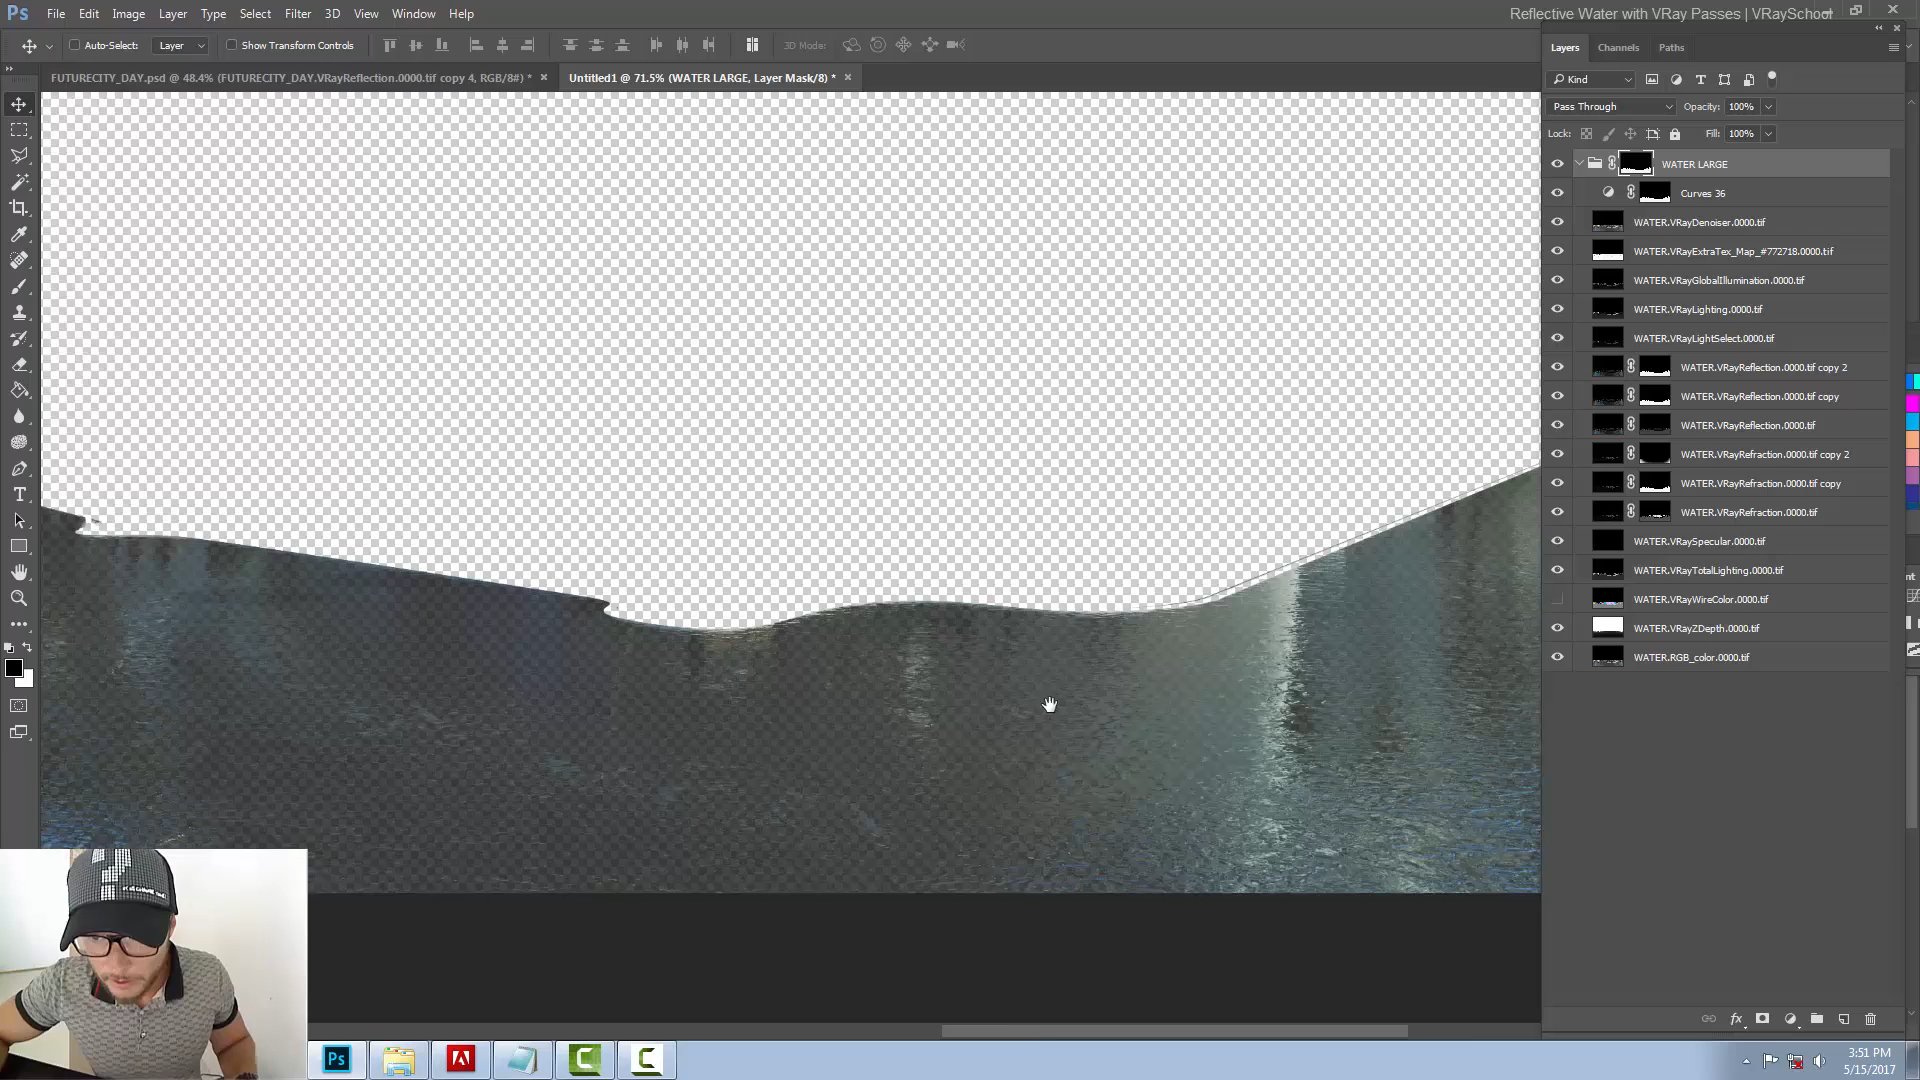 Ps File Edit Image Layer Type Select Filter 3D View Window Help
Reflective Water with VRay Passes | VRaySchool
Auto-Select: Layer Show Transform Controls 3D Mode:
FUTURECITY_DAY.psd @ 48.4% (FUTURECITY_DAY.VRayReflection.0000.tif copy 4, RGB/8#) * ×
Untitled1 @ 71.5% (WATER LARGE, Layer Mask/8) * ×
Layers Channels Paths
Kind
Pass Through Opacity: 100%
Lock: Fill: 100%
WATER LARGE
Curves 36
WATER.VRayDenoiser.0000.tif
WATER.VRayExtraTex_Map_#772718.0000.tif
WATER.VRayGlobalIllumination.0000.tif
WATER.VRayLighting.0000.tif
WATER.VRayLightSelect.0000.tif
WATER.VRayReflection.0000.tif copy 2
WATER.VRayReflection.0000.tif copy
WATER.VRayReflection.0000.tif
WATER.VRayRefraction.0000.tif copy 2
WATER.VRayRefraction.0000.tif copy
WATER.VRayRefraction.0000.tif
WATER.VRaySpecular.0000.tif
WATER.VRayTotalLighting.0000.tif
WATER.VRayWireColor.0000.tif
WATER.VRayZDepth.0000.tif
WATER.RGB_color.0000.tif
fx
Ps
3:51 PM
5/15/2017